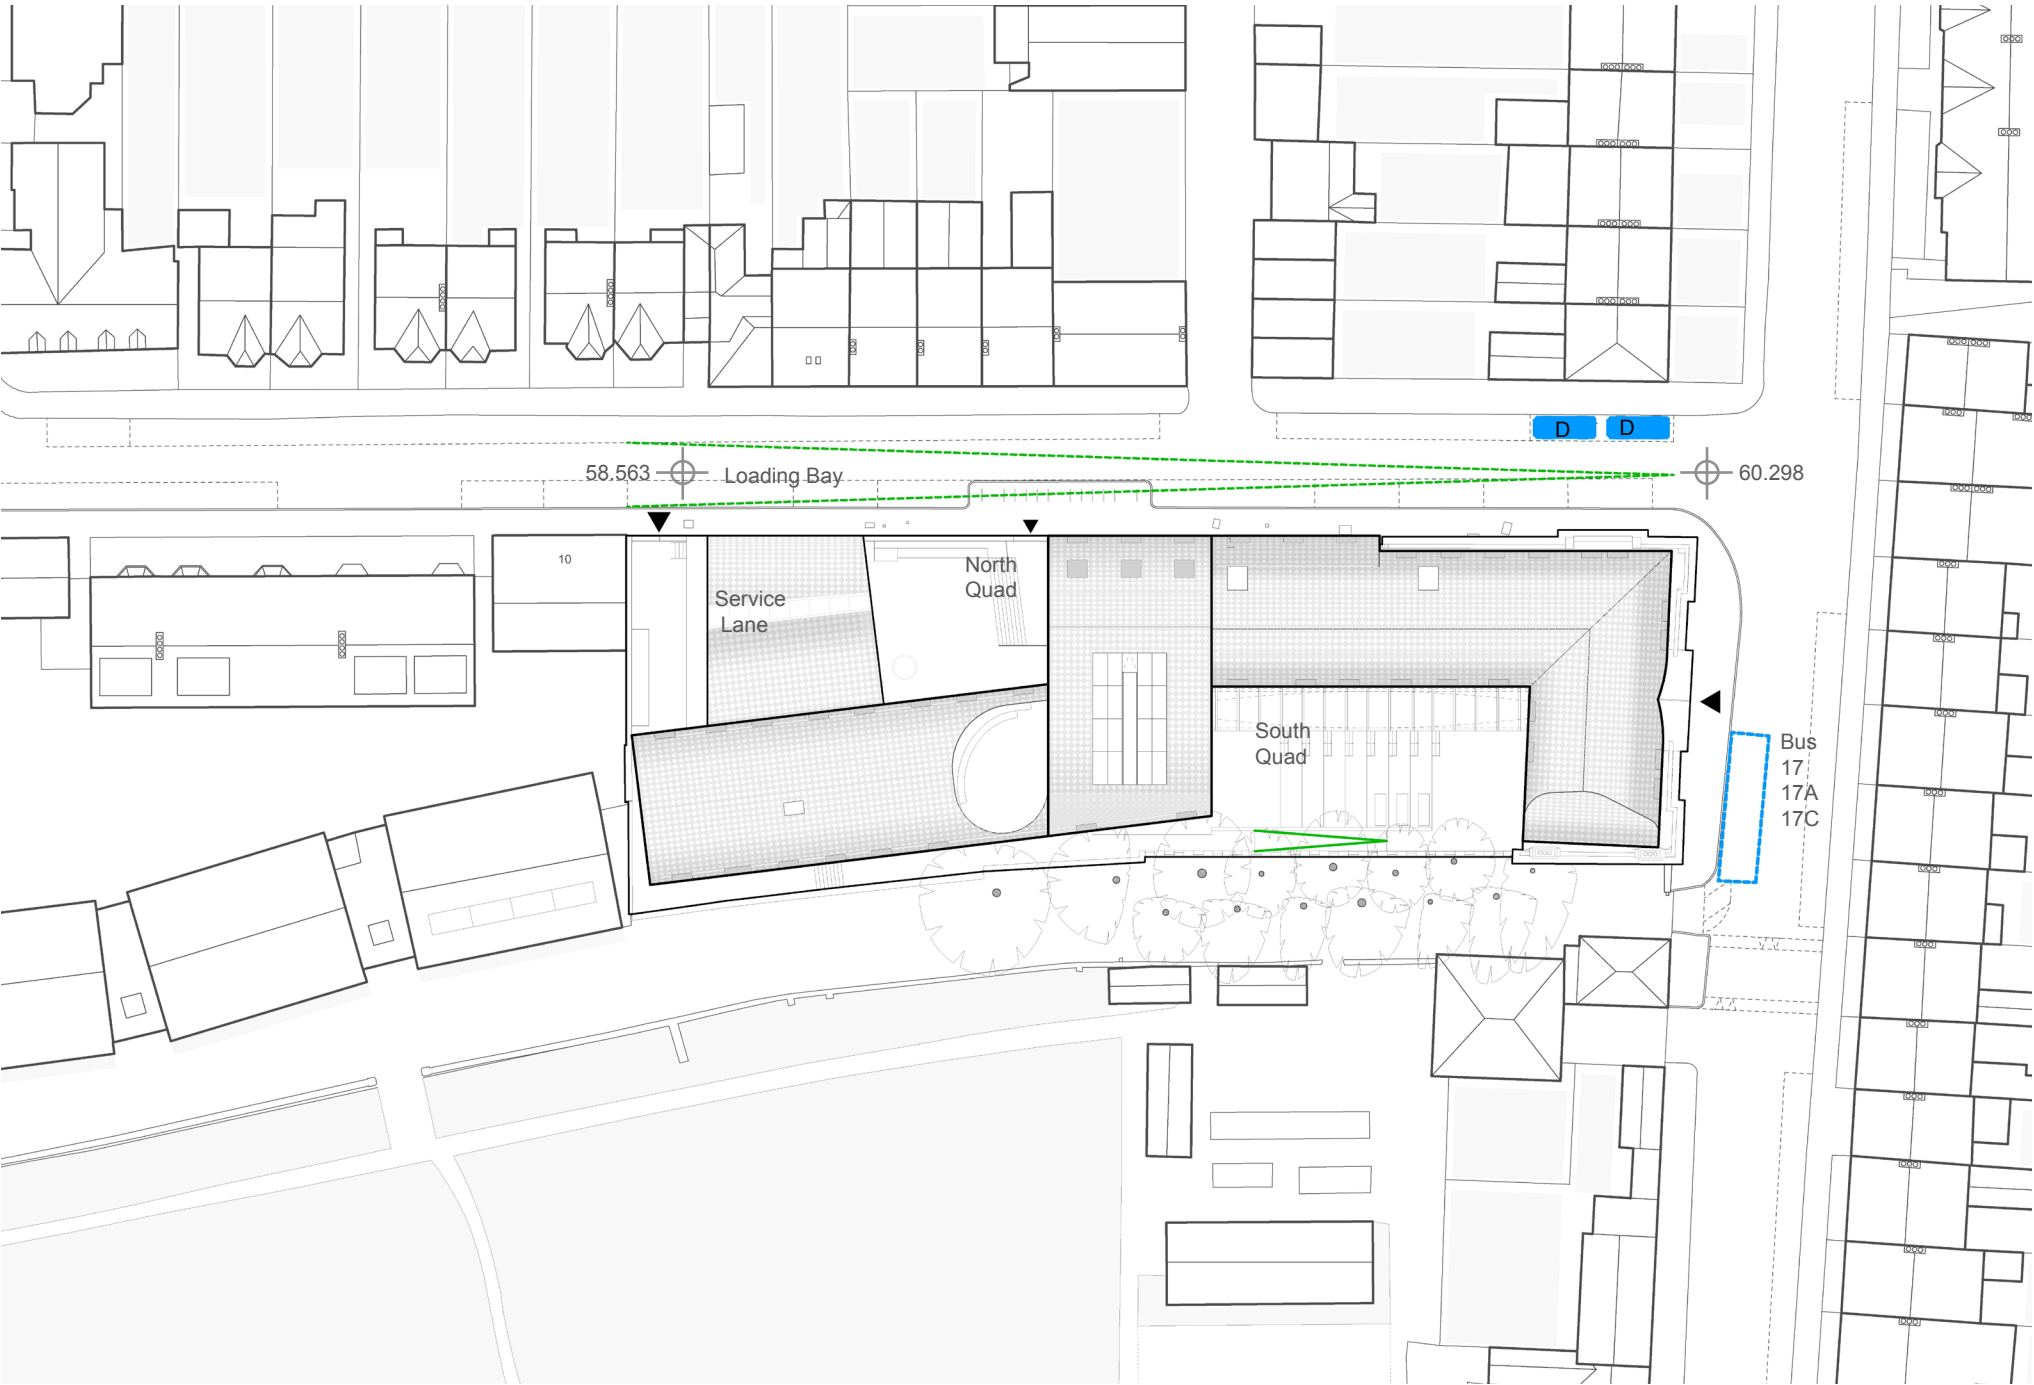 D
D
58.563
Loading Bay
60.298
10
North
Quad
Service
Lane
South
Quad
Bus
17
17A
17C